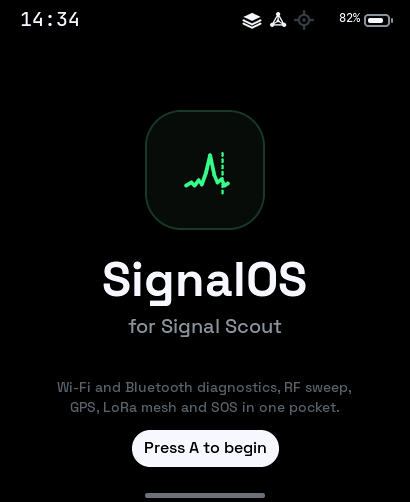 14:34
82%
SignalOS
for Signal Scout
Wi-Fi and Bluetooth diagnostics, RF sweep,
GPS, LoRa mesh and SOS in one pocket.
Press A to begin